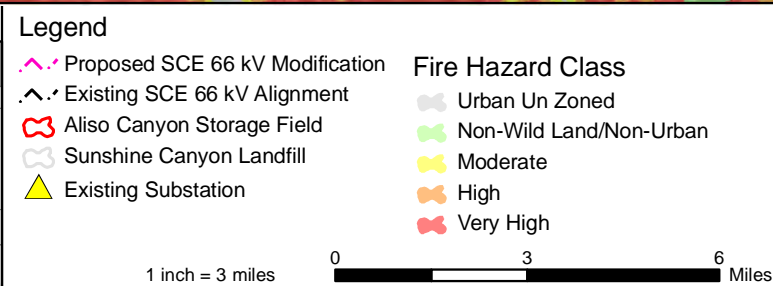 Legend
Proposed SCE 66 kV Modification
Existing SCE 66 kV Alignment
Aliso Canyon Storage Field
Sunshine Canyon Landfill
Existing Substation
Fire Hazard Class
Urban Un Zoned
Non-Wild Land/Non-Urban
Moderate
High
Very High
0 3 6
1 inch = 3 miles Miles